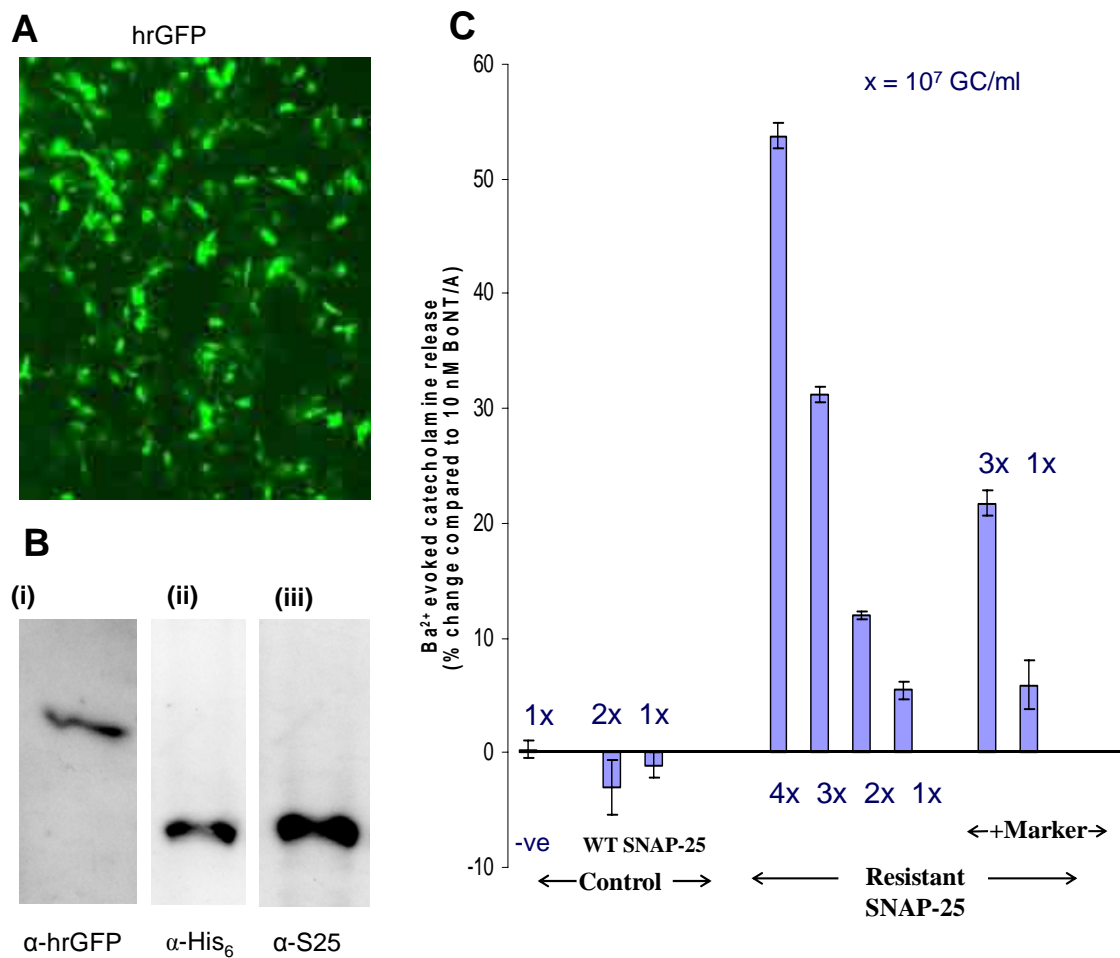 A
hrGFP
B
(i) (ii) (iii)
α-hrGFP α-His₆ α-S25
C
Ba²⁺ evoked catecholamine release
(% change compared to 10 nM BoNT/A)
60
50
40
30
20
10
0
-10
x = 10⁷ GC/ml
1x 2x 1x
3x 1x
4x 3x 2x 1x
-ve WT SNAP-25
Control
+Marker
Resistant
SNAP-25